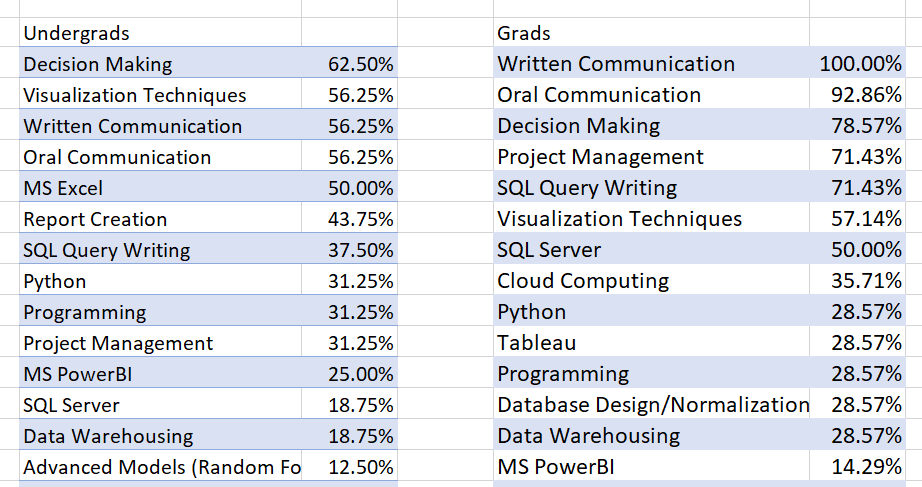 Undergrads
Decision Making 62.50%
Visualization Techniques 56.25%
Written Communication 56.25%
Oral Communication 56.25%
MS Excel 50.00%
Report Creation 43.75%
SQL Query Writing 37.50%
Python 31.25%
Programming 31.25%
Project Management 31.25%
MS PowerBI 25.00%
SQL Server 18.75%
Data Warehousing 18.75%
Advanced Models (Random Fo 12.50%
Grads
Written Communication 100.00%
Oral Communication 92.86%
Decision Making 78.57%
Project Management 71.43%
SQL Query Writing 71.43%
Visualization Techniques 57.14%
SQL Server 50.00%
Cloud Computing 35.71%
Python 28.57%
Tableau 28.57%
Programming 28.57%
Database Design/Normalization 28.57%
Data Warehousing 28.57%
MS PowerBI 14.29%